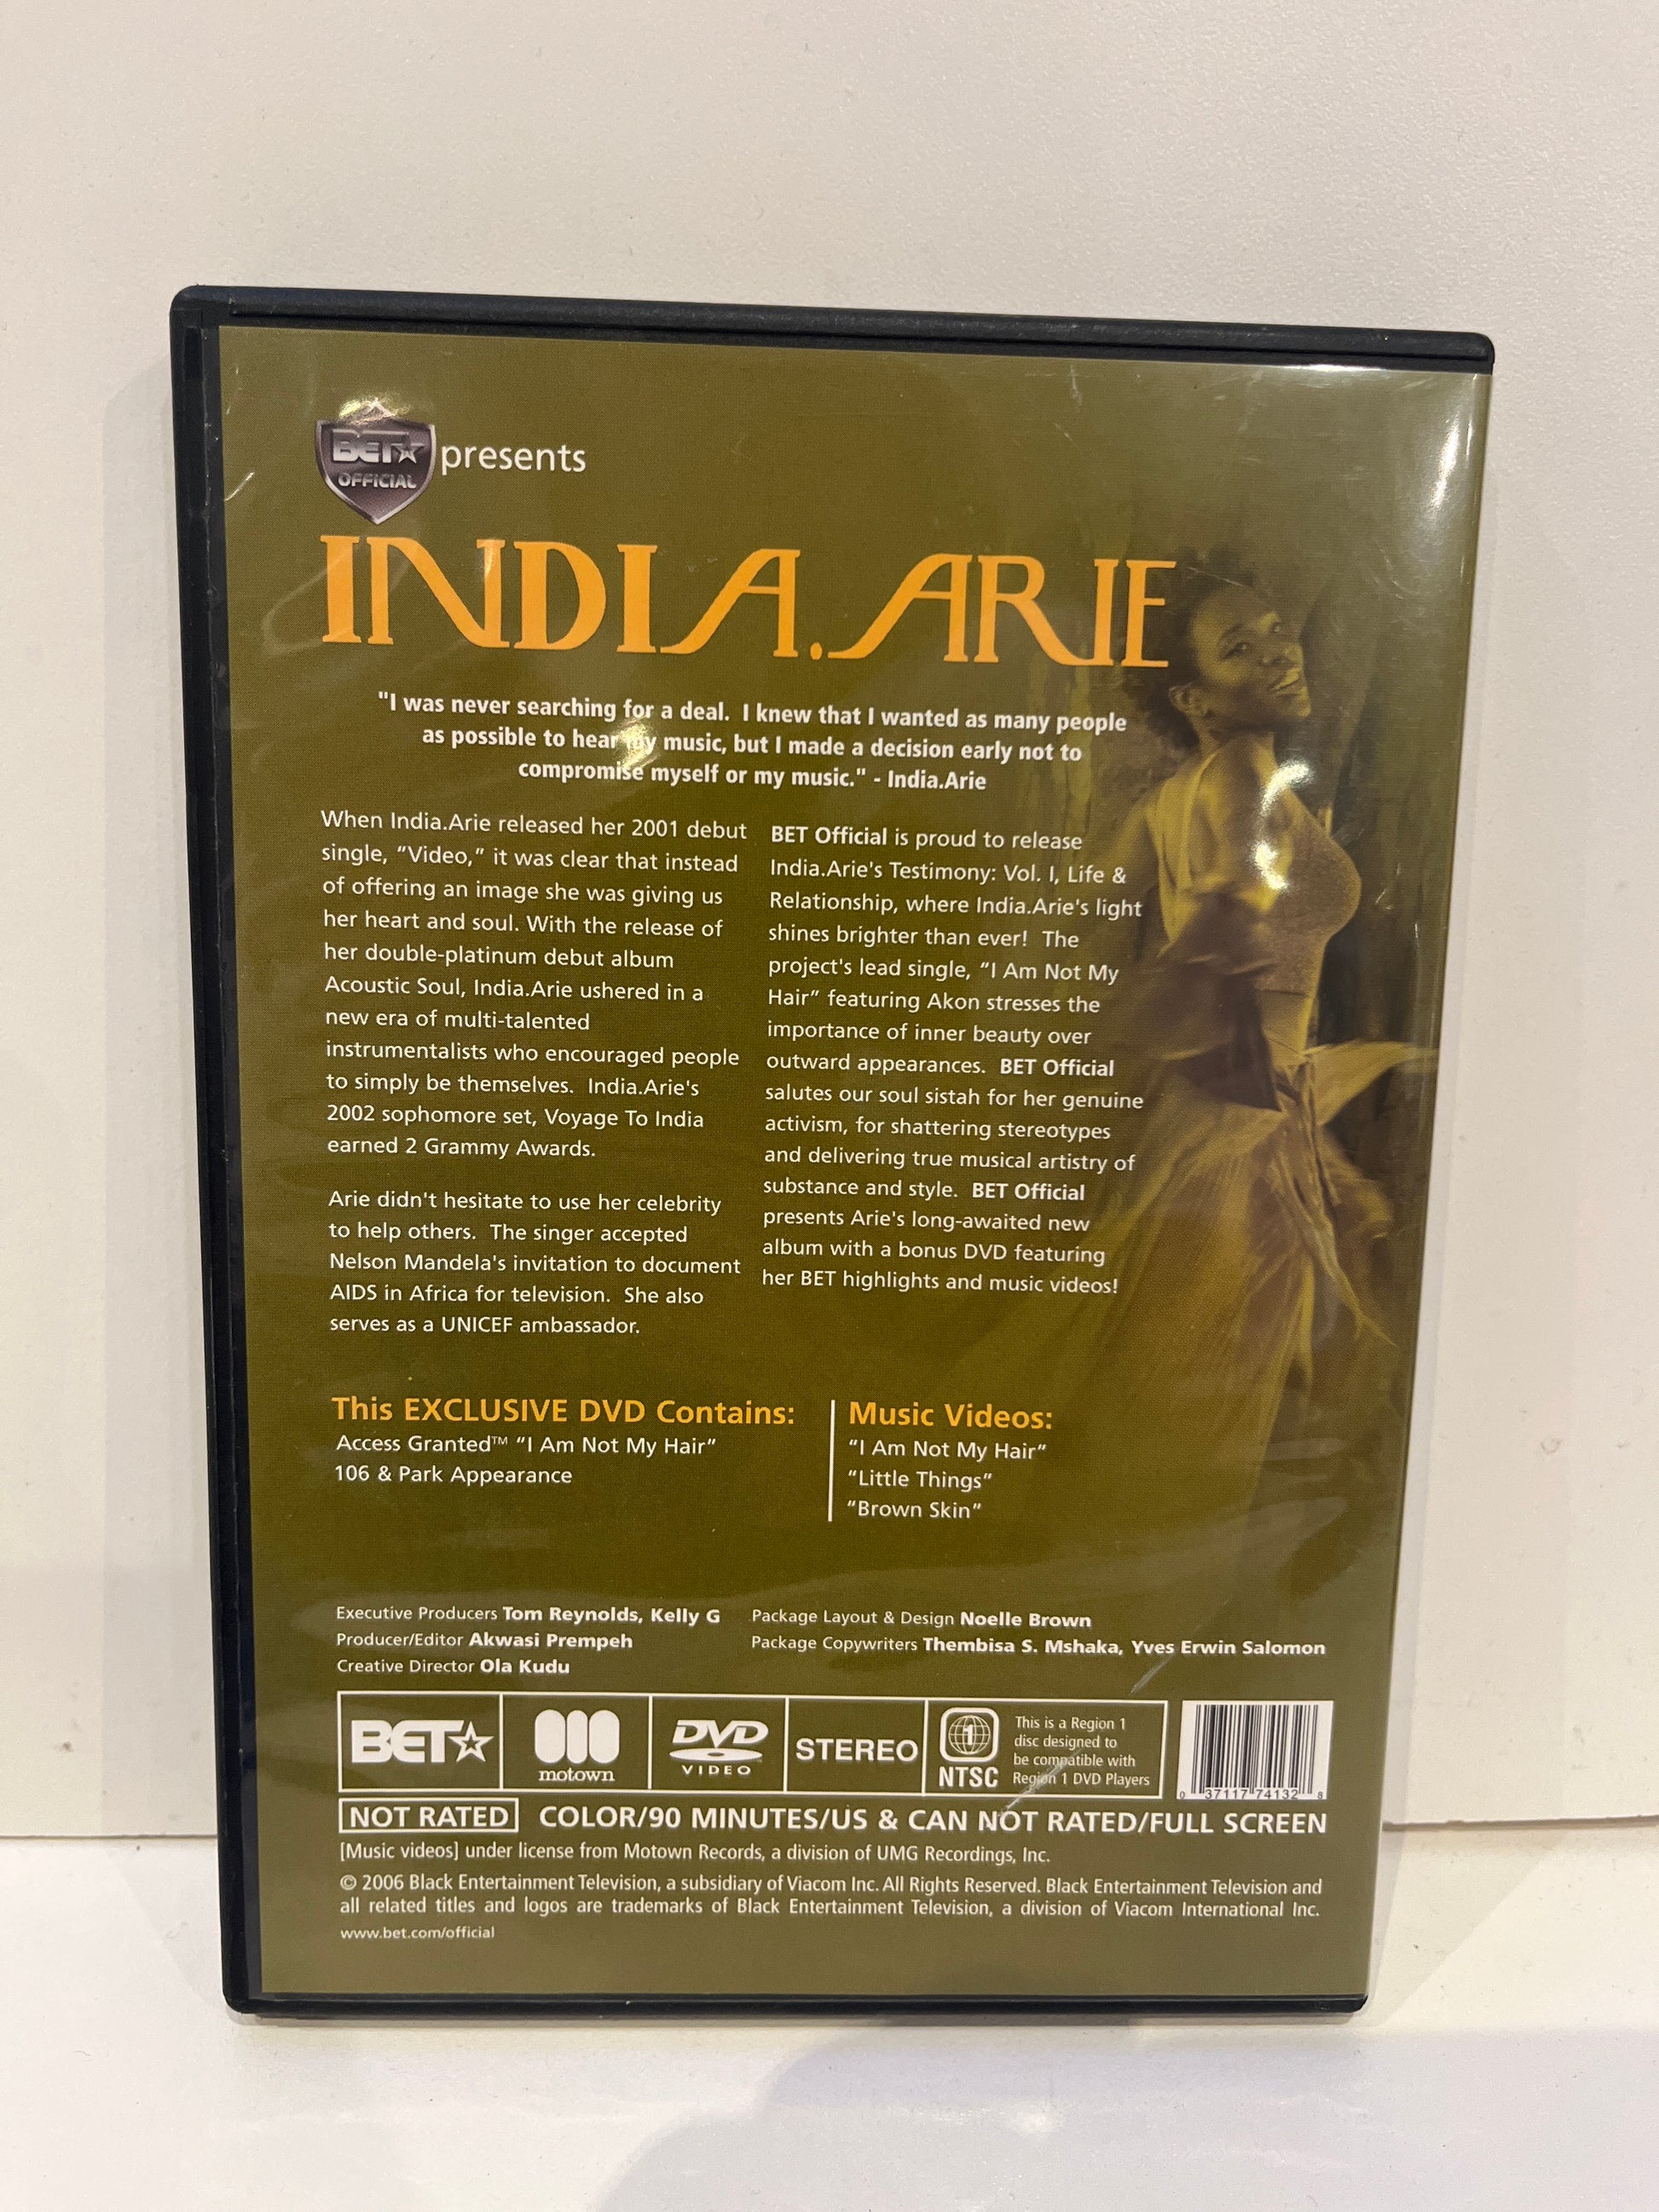 BET★ OFFICIAL presents
INDIA.ARIE
"I was never searching for a deal.  I knew that I wanted as many people
as possible to hear my music, but I made a decision early not to
compromise myself or my music." - India.Arie
When India.Arie released her 2001 debut
single, “Video,” it was clear that instead
of offering an image she was giving us
her heart and soul. With the release of
her double-platinum debut album
Acoustic Soul, India.Arie ushered in a
new era of multi-talented
instrumentalists who encouraged people
to simply be themselves.  India.Arie's
2002 sophomore set, Voyage To India
earned 2 Grammy Awards.
Arie didn't hesitate to use her celebrity
to help others.  The singer accepted
Nelson Mandela's invitation to document
AIDS in Africa for television.  She also
serves as a UNICEF ambassador.
BET Official is proud to release
India.Arie's Testimony: Vol. I, Life &
Relationship, where India.Arie's light
shines brighter than ever!  The
project's lead single, “I Am Not My
Hair” featuring Akon stresses the
importance of inner beauty over
outward appearances.  BET Official
salutes our soul sistah for her genuine
activism, for shattering stereotypes
and delivering true musical artistry of
substance and style.  BET Official
presents Arie's long-awaited new
album with a bonus DVD featuring
her BET highlights and music videos!
This EXCLUSIVE DVD Contains:
Access Granted™ “I Am Not My Hair”
106 & Park Appearance
Music Videos:
“I Am Not My Hair”
“Little Things”
“Brown Skin”
Executive Producers Tom Reynolds, Kelly G
Producer/Editor Akwasi Prempeh
Creative Director Ola Kudu
Package Layout & Design Noelle Brown
Package Copywriters Thembisa S. Mshaka, Yves Erwin Salomon
BET★
motown
DVD
VIDEO
STEREO
1
NTSC
This is a Region 1
disc designed to
be compatible with
Region 1 DVD Players
0 37117 74132 8
NOT RATED COLOR/90 MINUTES/US & CAN NOT RATED/FULL SCREEN
[Music videos] under license from Motown Records, a division of UMG Recordings, Inc.
© 2006 Black Entertainment Television, a subsidiary of Viacom Inc. All Rights Reserved. Black Entertainment Television and
all related titles and logos are trademarks of Black Entertainment Television, a division of Viacom International Inc.
www.bet.com/official